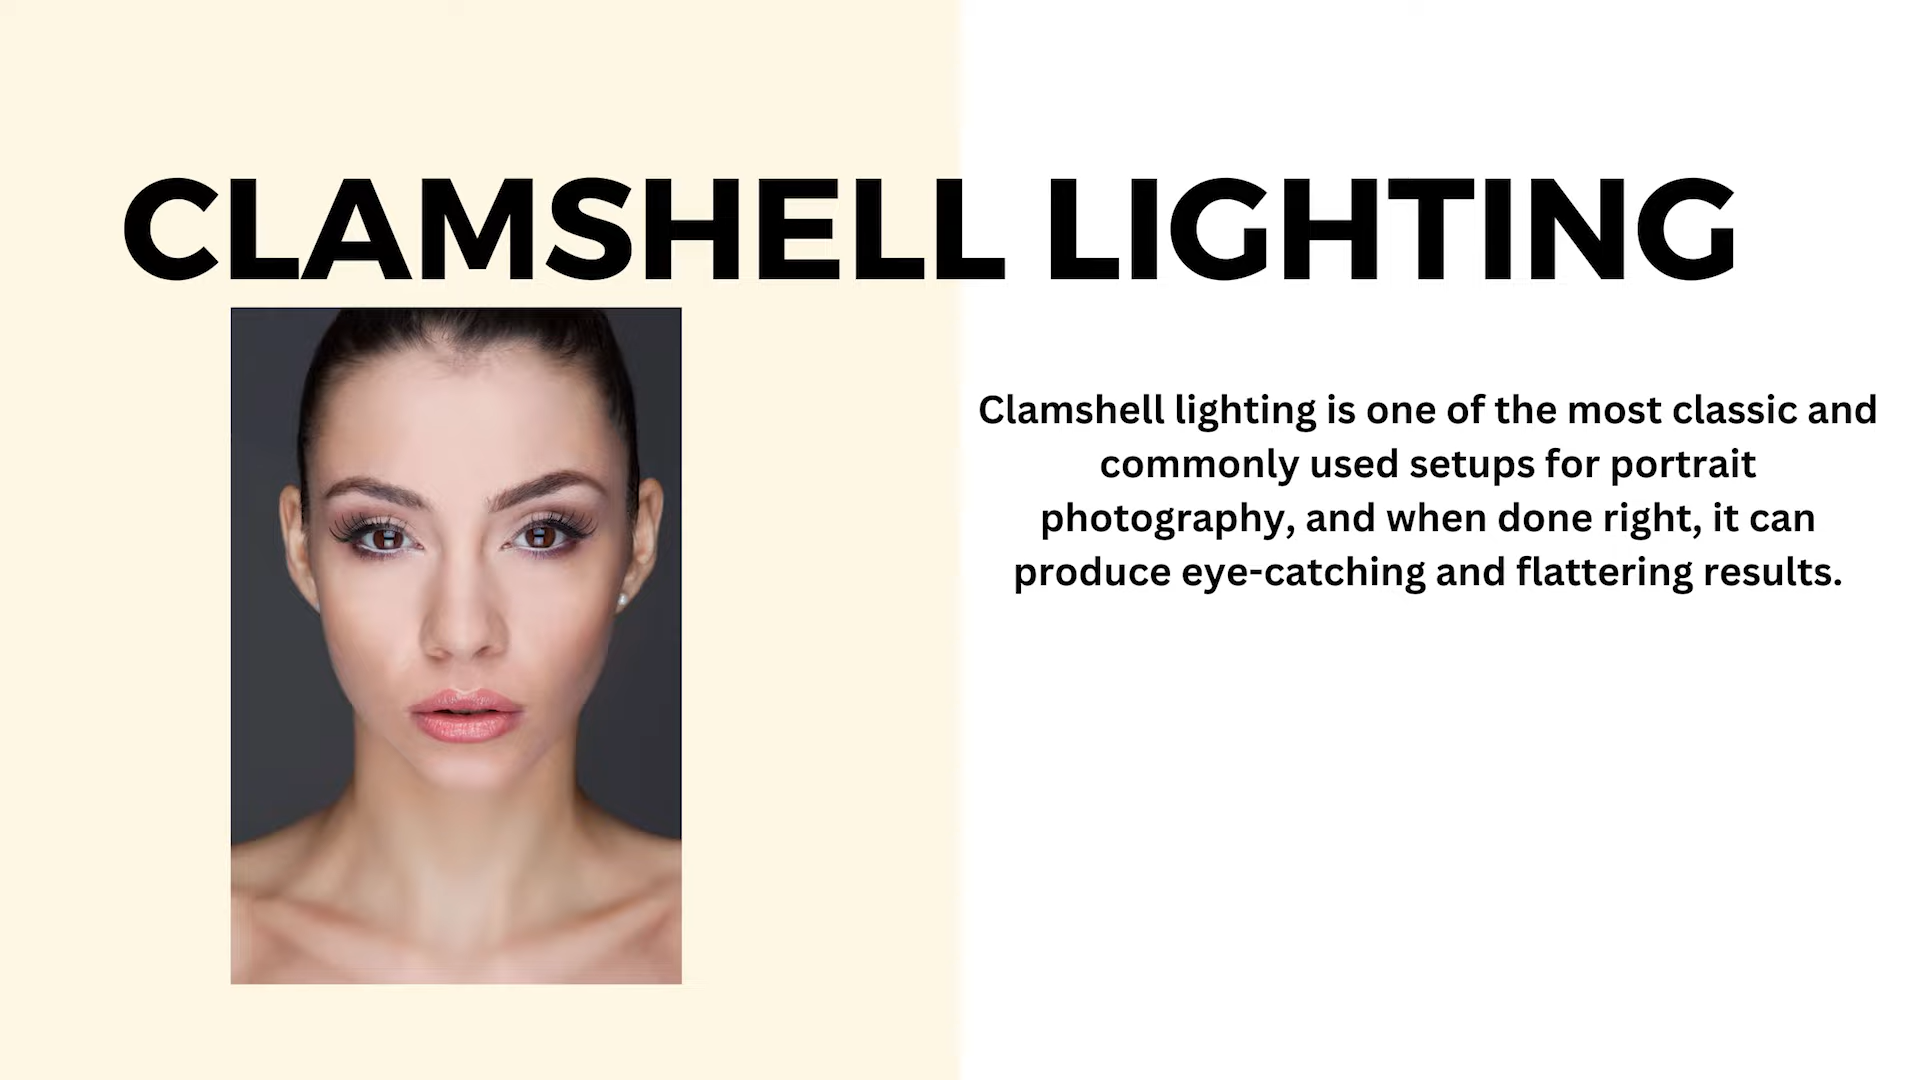 CLAMSHELL LIGHTING
Clamshell lighting is one of the most classic and
commonly used setups for portrait
photography, and when done right, it can
produce eye-catching and flattering results.